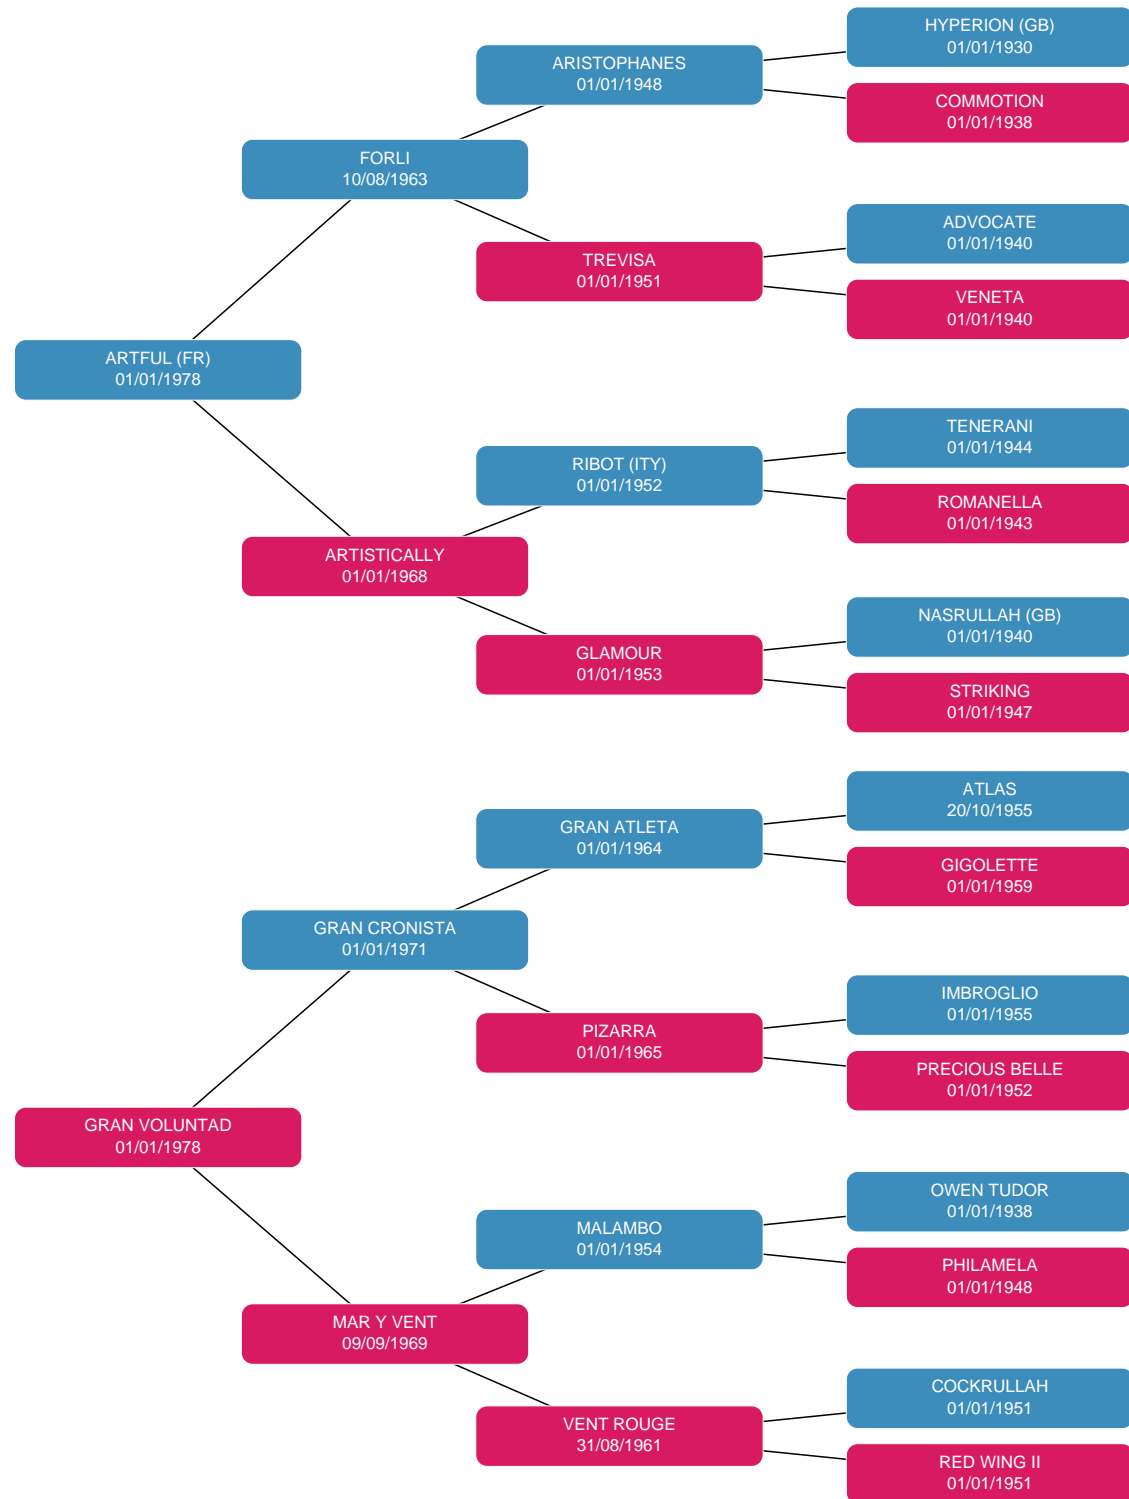 HYPERION (GB)
01/01/1930
ARISTOPHANES
01/01/1948
COMMOTION
01/01/1938
FORLI
10/08/1963
ADVOCATE
01/01/1940
TREVISA
01/01/1951
VENETA
01/01/1940
ARTFUL (FR)
01/01/1978
TENERANI
01/01/1944
RIBOT (ITY)
01/01/1952
ROMANELLA
01/01/1943
ARTISTICALLY
01/01/1968
NASRULLAH (GB)
01/01/1940
GLAMOUR
01/01/1953
STRIKING
01/01/1947
ATLAS
20/10/1955
GRAN ATLETA
01/01/1964
GIGOLETTE
01/01/1959
GRAN CRONISTA
01/01/1971
IMBROGLIO
01/01/1955
PIZARRA
01/01/1965
PRECIOUS BELLE
01/01/1952
GRAN VOLUNTAD
01/01/1978
OWEN TUDOR
01/01/1938
MALAMBO
01/01/1954
PHILAMELA
01/01/1948
MAR Y VENT
09/09/1969
COCKRULLAH
01/01/1951
VENT ROUGE
31/08/1961
RED WING II
01/01/1951